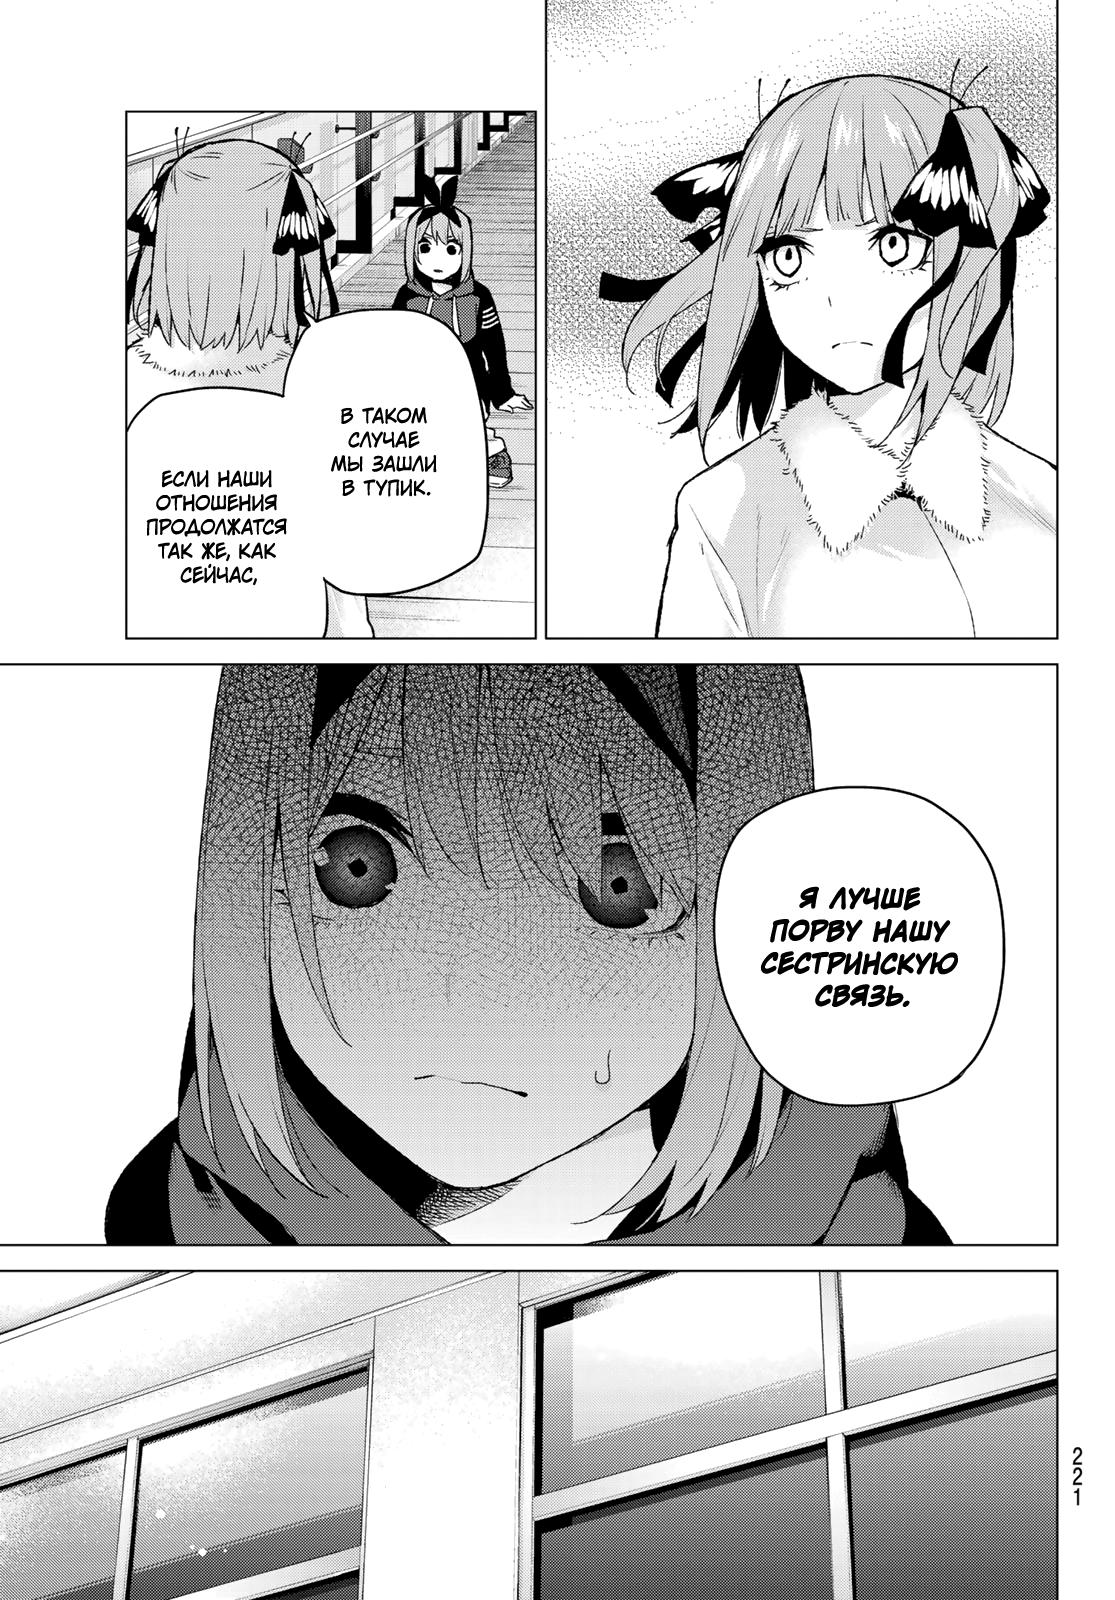 В ТАКОМ
СЛУЧАЕ
МЫ ЗАШЛИ
В ТУПИК.
ЕСЛИ НАШИ
ОТНОШЕНИЯ
ПРОДОЛЖАТСЯ
ТАК ЖЕ, КАК
СЕЙЧАС,
Я ЛУЧШЕ
ПОРВУ НАШУ
СЕСТРИНСКУЮ
СВЯЗЬ.
221